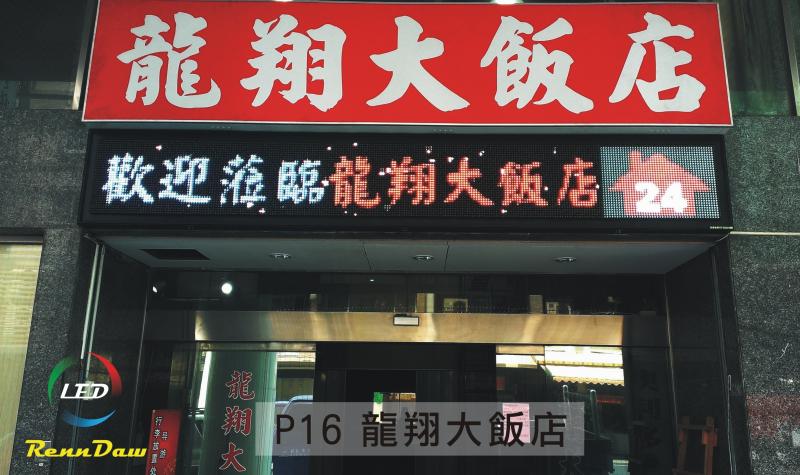 龍翔大飯店
歡迎蒞臨龍翔大飯店 24
龍翔大
LED
RennDaw
P16 龍翔大飯店